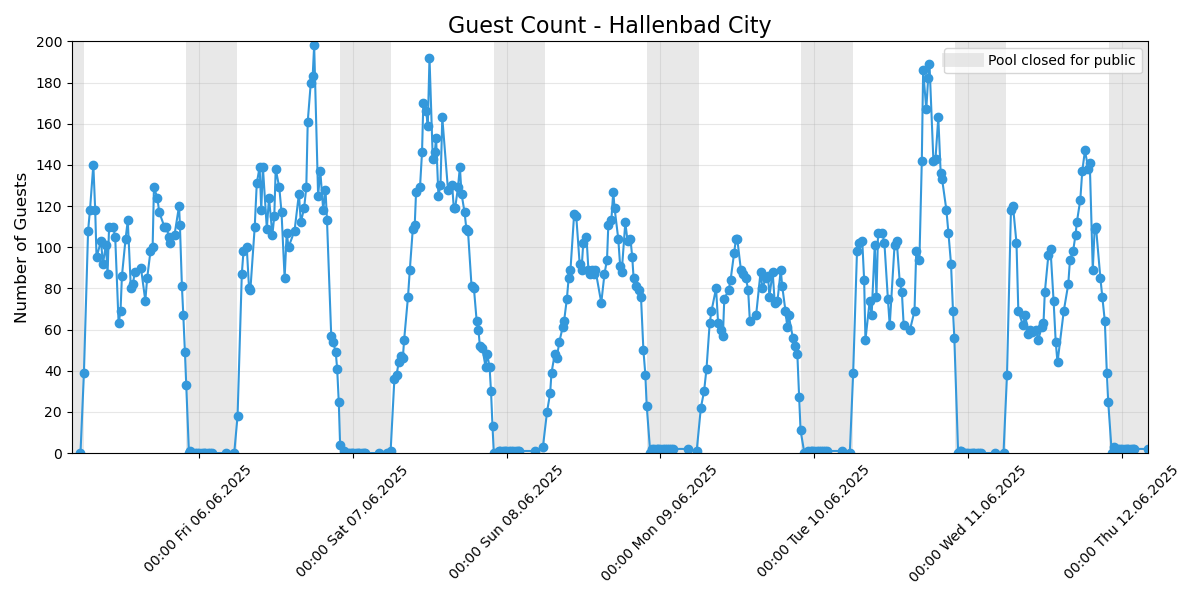 Guest Count - Hallenbad City
Pool closed for public
Number of Guests
200
180
160
140
120
100
80
60
40
20
0
00:00 Fri 06.06.2025
00:00 Sat 07.06.2025
00:00 Sun 08.06.2025
00:00 Mon 09.06.2025
00:00 Tue 10.06.2025
00:00 Wed 11.06.2025
00:00 Thu 12.06.2025